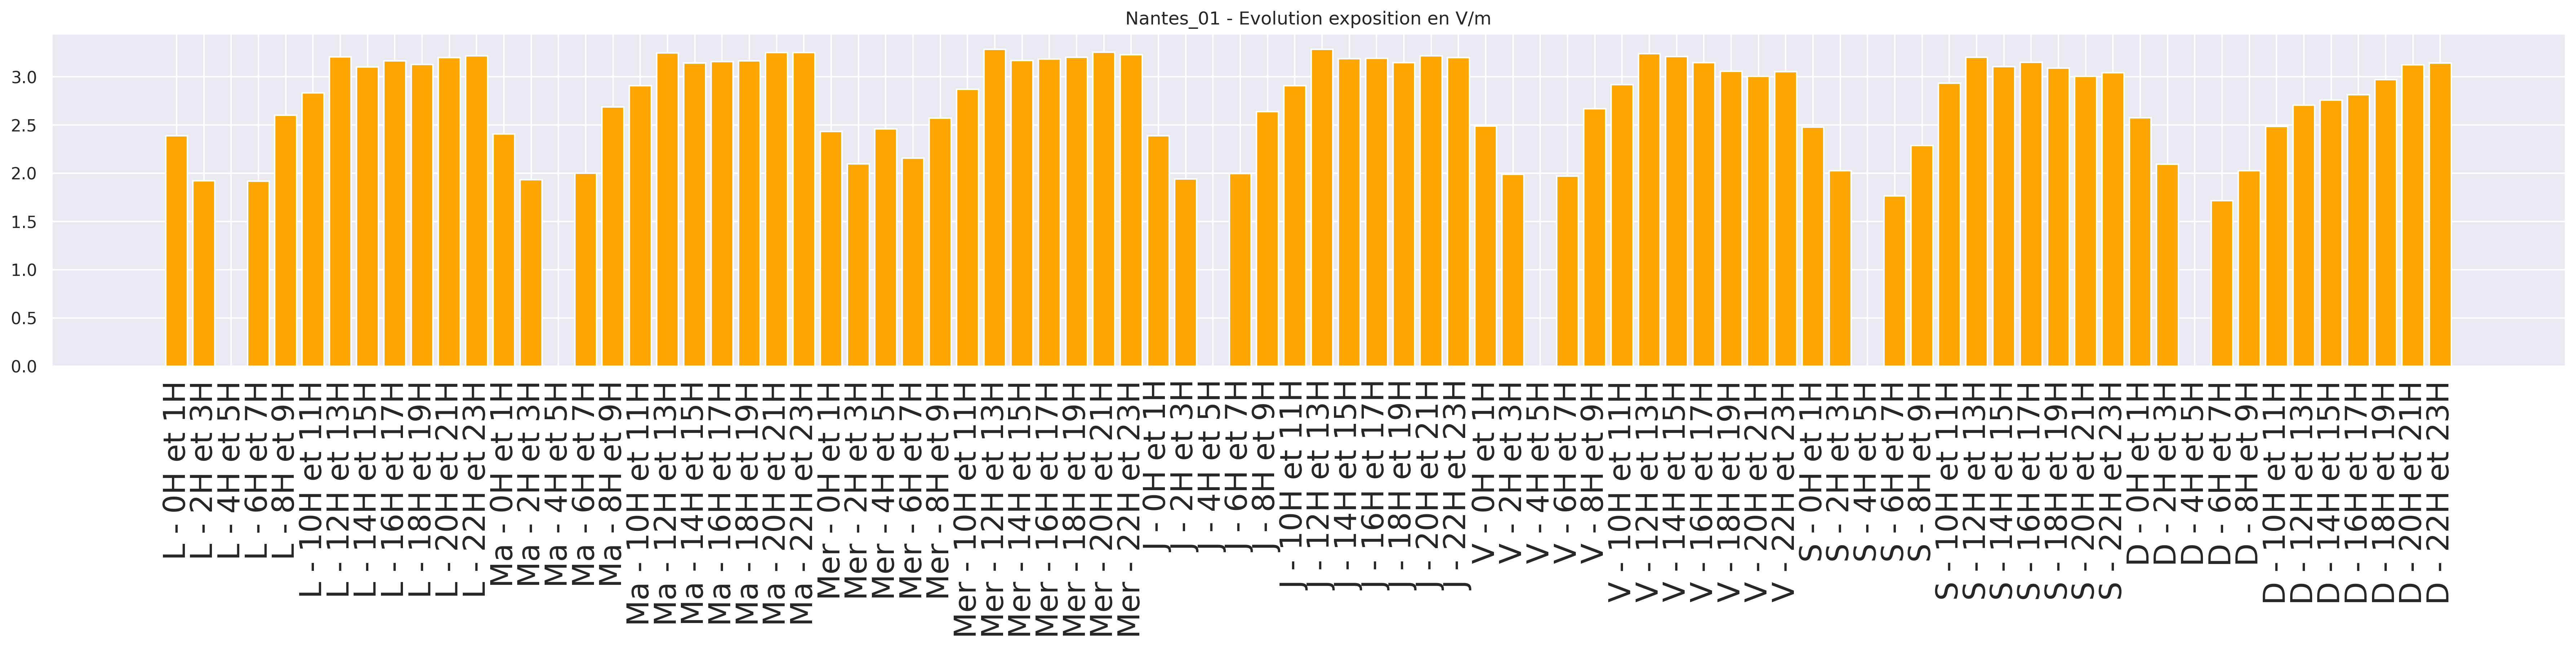 Nantes_01 - Evolution exposition en V/m
3.0
2.5
2.0
1.5
1.0
0.5
0.0
L - 0H et 1H
L - 2H et 3H
L - 4H et 5H
L - 6H et 7H
L - 8H et 9H
L - 10H et 11H
L - 12H et 13H
L - 14H et 15H
L - 16H et 17H
L - 18H et 19H
L - 20H et 21H
L - 22H et 23H
Ma - 0H et 1H
Ma - 2H et 3H
Ma - 4H et 5H
Ma - 6H et 7H
Ma - 8H et 9H
Ma - 10H et 11H
Ma - 12H et 13H
Ma - 14H et 15H
Ma - 16H et 17H
Ma - 18H et 19H
Ma - 20H et 21H
Ma - 22H et 23H
Mer - 0H et 1H
Mer - 2H et 3H
Mer - 4H et 5H
Mer - 6H et 7H
Mer - 8H et 9H
Mer - 10H et 11H
Mer - 12H et 13H
Mer - 14H et 15H
Mer - 16H et 17H
Mer - 18H et 19H
Mer - 20H et 21H
Mer - 22H et 23H
J - 0H et 1H
J - 2H et 3H
J - 4H et 5H
J - 6H et 7H
J - 8H et 9H
J - 10H et 11H
J - 12H et 13H
J - 14H et 15H
J - 16H et 17H
J - 18H et 19H
J - 20H et 21H
J - 22H et 23H
V - 0H et 1H
V - 2H et 3H
V - 4H et 5H
V - 6H et 7H
V - 8H et 9H
V - 10H et 11H
V - 12H et 13H
V - 14H et 15H
V - 16H et 17H
V - 18H et 19H
V - 20H et 21H
V - 22H et 23H
S - 0H et 1H
S - 2H et 3H
S - 4H et 5H
S - 6H et 7H
S - 8H et 9H
S - 10H et 11H
S - 12H et 13H
S - 14H et 15H
S - 16H et 17H
S - 18H et 19H
S - 20H et 21H
S - 22H et 23H
D - 0H et 1H
D - 2H et 3H
D - 4H et 5H
D - 6H et 7H
D - 8H et 9H
D - 10H et 11H
D - 12H et 13H
D - 14H et 15H
D - 16H et 17H
D - 18H et 19H
D - 20H et 21H
D - 22H et 23H